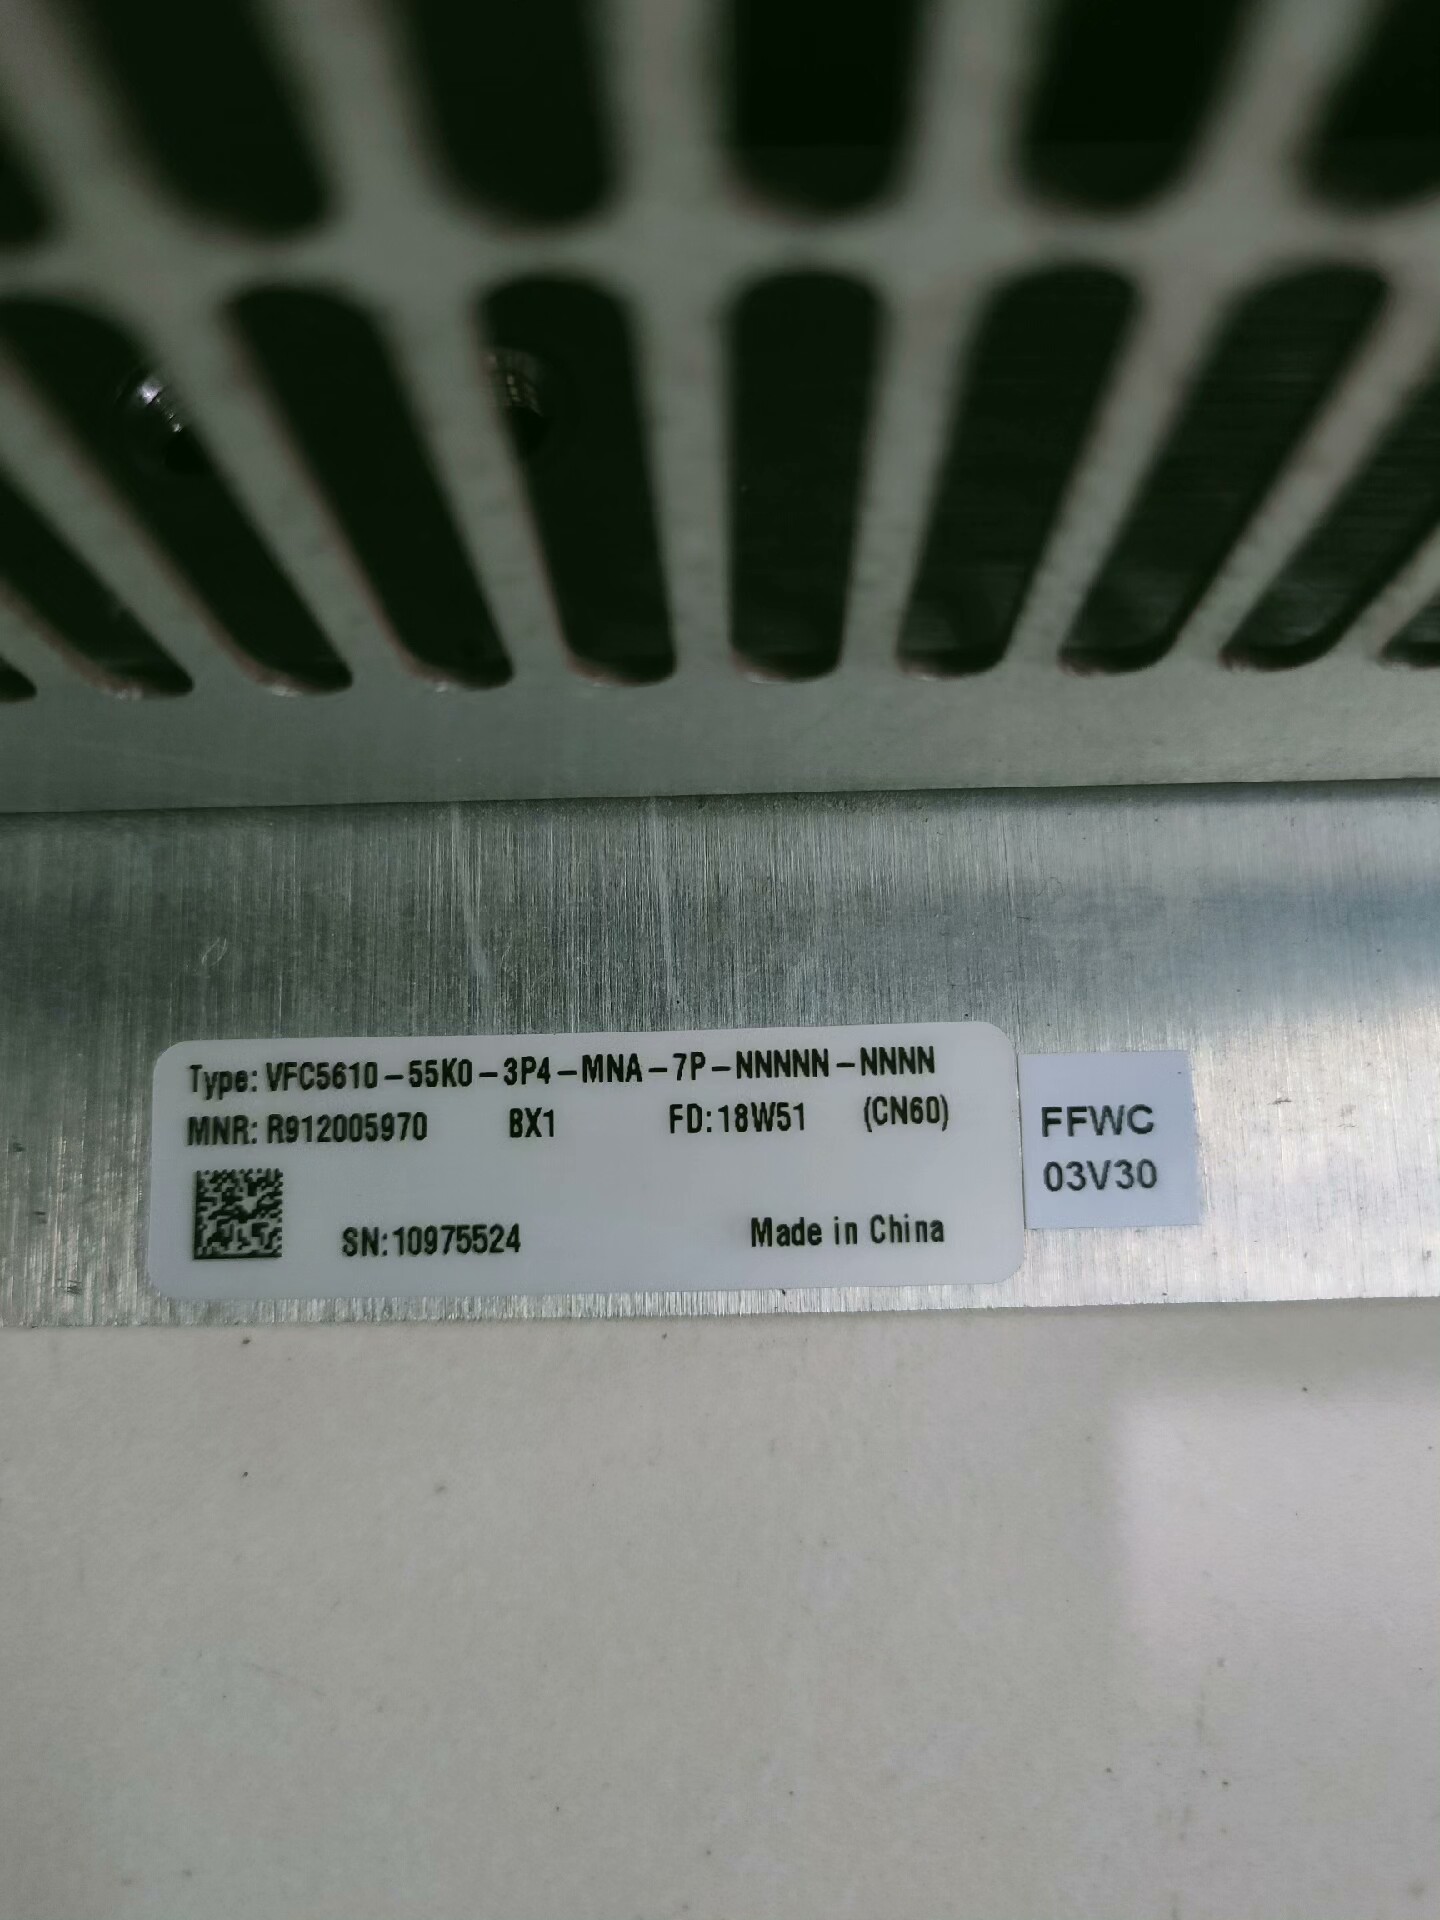 Type: VFC5610-55K0-3P4-MNA-7P-NNNNN-NNNN
MNR: R912005970 BX1 FD:18W51 (CN60)
SN:10975524 Made in China
FFWC
03V30